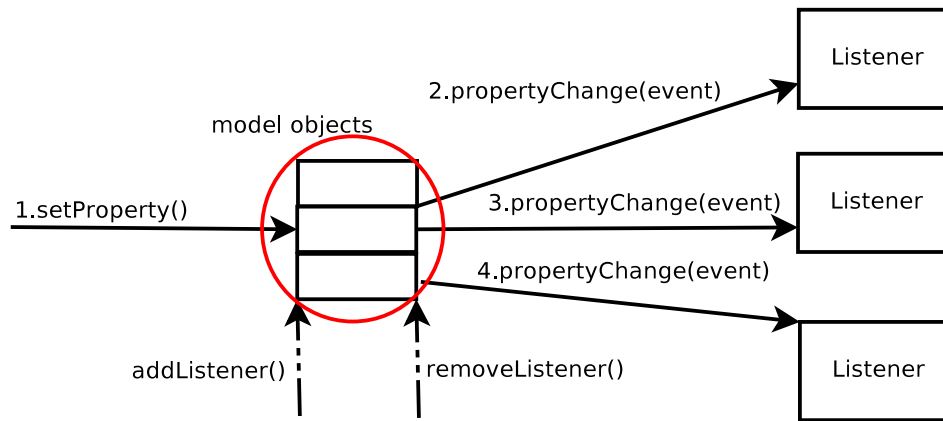 Listener
2.propertyChange(event)
model objects
1.setProperty()
3.propertyChange(event)
Listener
4.propertyChange(event)
addListener()
removeListener()
Listener